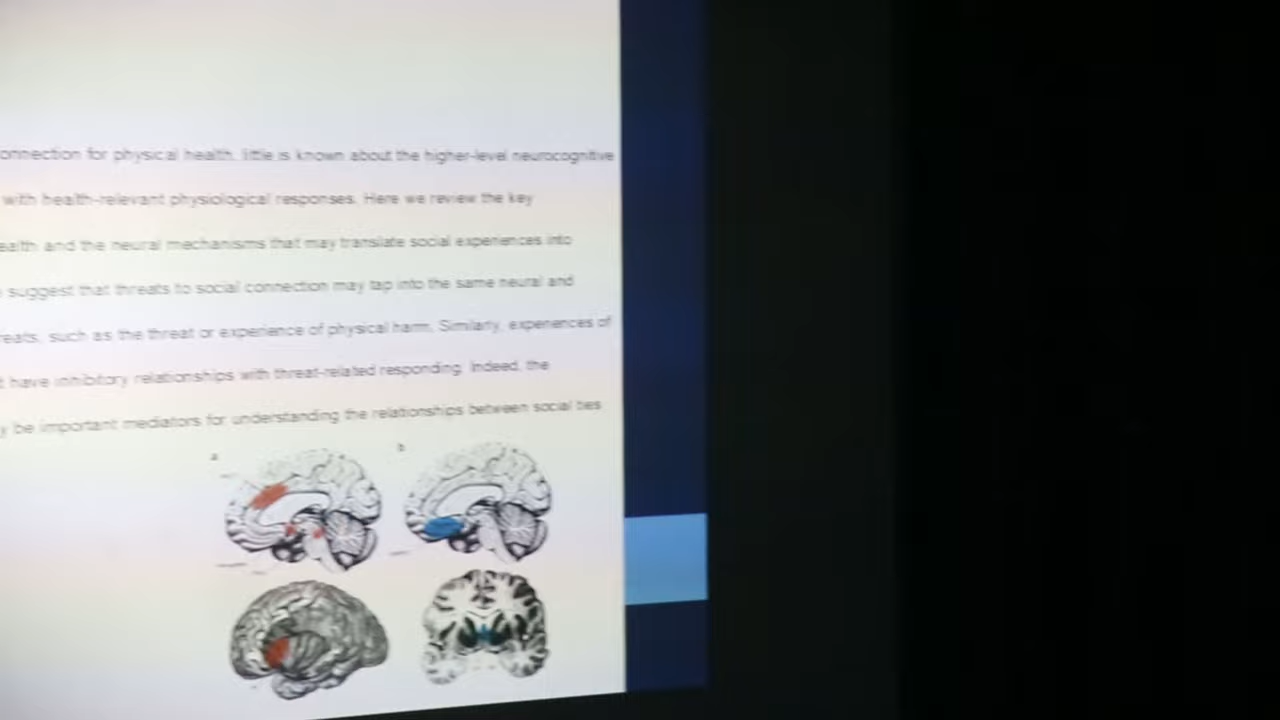 onnection for physical health, little is known about the higher-level neurocognitive
with health-relevant physiological responses. Here we review the key
ealth and the neural mechanisms that may translate social experiences into
suggest that threats to social connection may tap into the same neural and
reats, such as the threat or experience of physical harm. Similarly, experiences of
t have inhibitory relationships with threat-related responding. Indeed, the
y be important mediators for understanding the relationships between social ties
a b